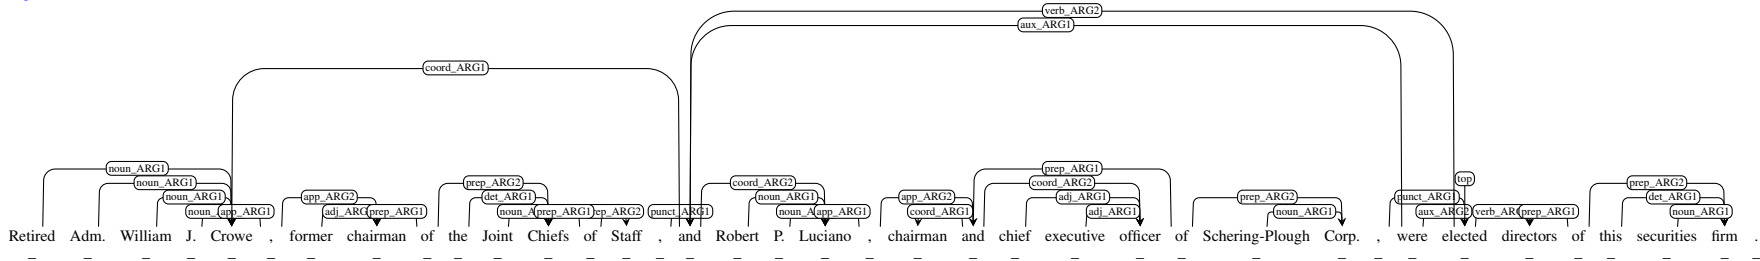 verb_ARG2
aux_ARG1
coord_ARG1
noun_ARG1 prep_ARG1
noun_ARG1 prep_ARG2 coord_ARG2 coord_ARG2 top prep_ARG2
noun_ARG1 app_ARG2 det_ARG1 noun_ARG1 app_ARG2 adj_ARG1 prep_ARG2 punct_ARG1 det_ARG1
app_ARG1 prep_ARG1 prep_ARG1 punct_ARG1 app_ARG1 coord_ARG1 adj_ARG1 noun_ARG1 aux_ARG2 prep_ARG1 noun_ARG1
Retired Adm. William J. Crowe , former chairman of the Joint Chiefs of Staff , and Robert P. Luciano , chairman and chief executive officer of Schering-Plough Corp. , were elected directors of this securities firm .